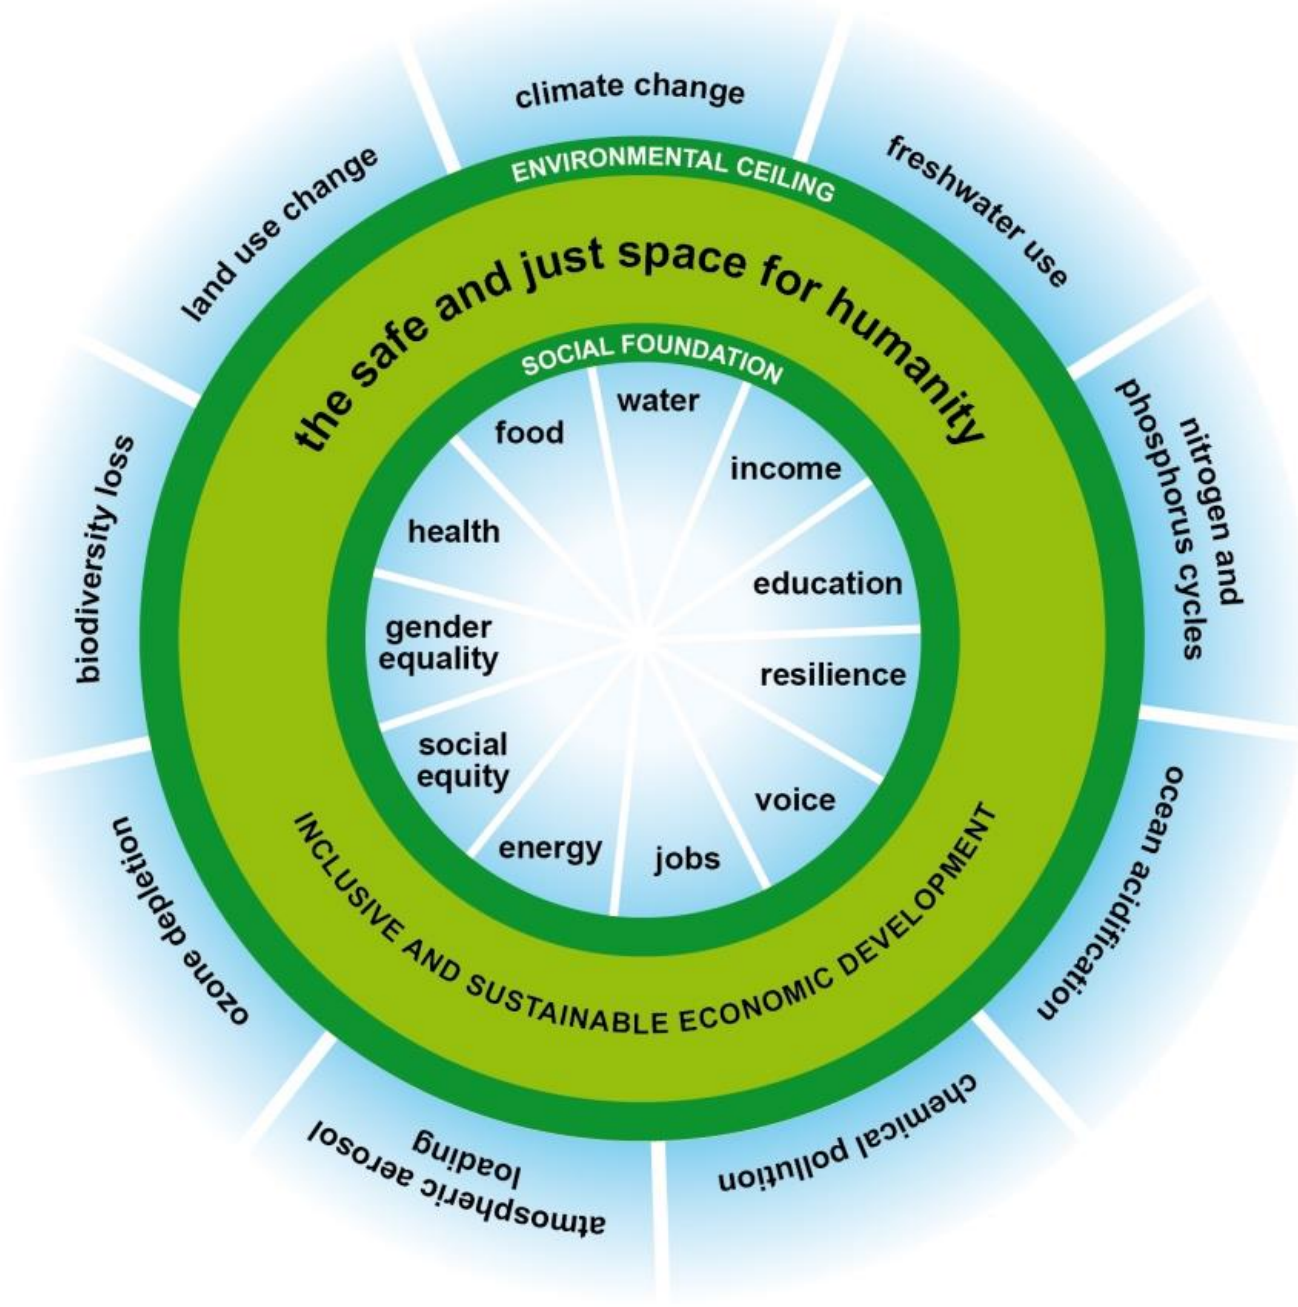 climate change
freshwater use
nitrogen and
phosphorus cycles
ocean acidification
chemical pollution
atmospheric aerosol
loading
ozone depletion
biodiversity loss
land use change
ENVIRONMENTAL CEILING
the safe and just space for humanity
SOCIAL FOUNDATION
water
income
education
resilience
voice
jobs
energy
social
equity
gender
equality
health
food
INCLUSIVE AND SUSTAINABLE ECONOMIC DEVELOPMENT